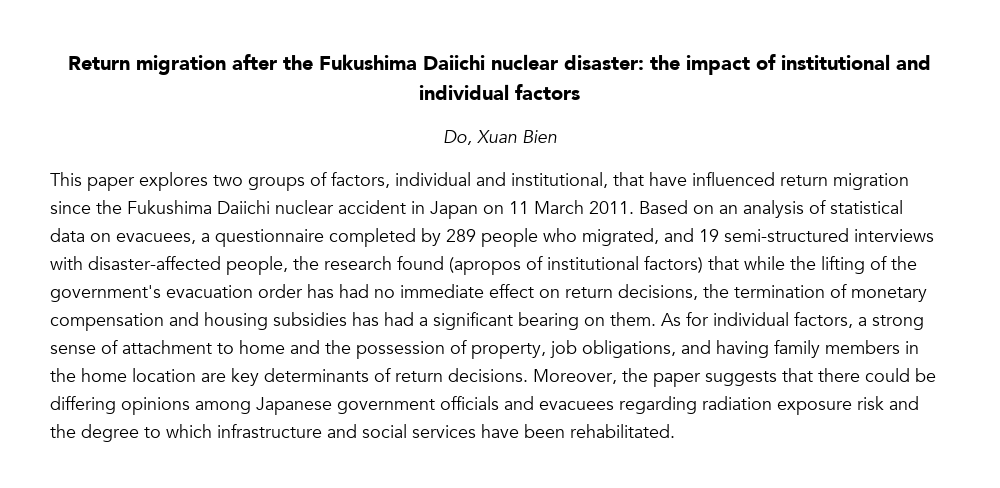 Return migration after the Fukushima Daiichi nuclear disaster: the impact of institutional and
individual factors
Do, Xuan Bien
This paper explores two groups of factors, individual and institutional, that have influenced return migration
since the Fukushima Daiichi nuclear accident in Japan on 11 March 2011. Based on an analysis of statistical
data on evacuees, a questionnaire completed by 289 people who migrated, and 19 semi-structured interviews
with disaster-affected people, the research found (apropos of institutional factors) that while the lifting of the
government's evacuation order has had no immediate effect on return decisions, the termination of monetary
compensation and housing subsidies has had a significant bearing on them. As for individual factors, a strong
sense of attachment to home and the possession of property, job obligations, and having family members in
the home location are key determinants of return decisions. Moreover, the paper suggests that there could be
differing opinions among Japanese government officials and evacuees regarding radiation exposure risk and
the degree to which infrastructure and social services have been rehabilitated.